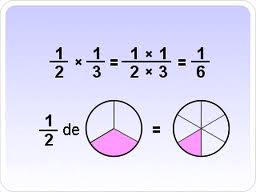 1/2 × 1/3 = 1 × 1/2 × 3 = 1/6
1/2 de =